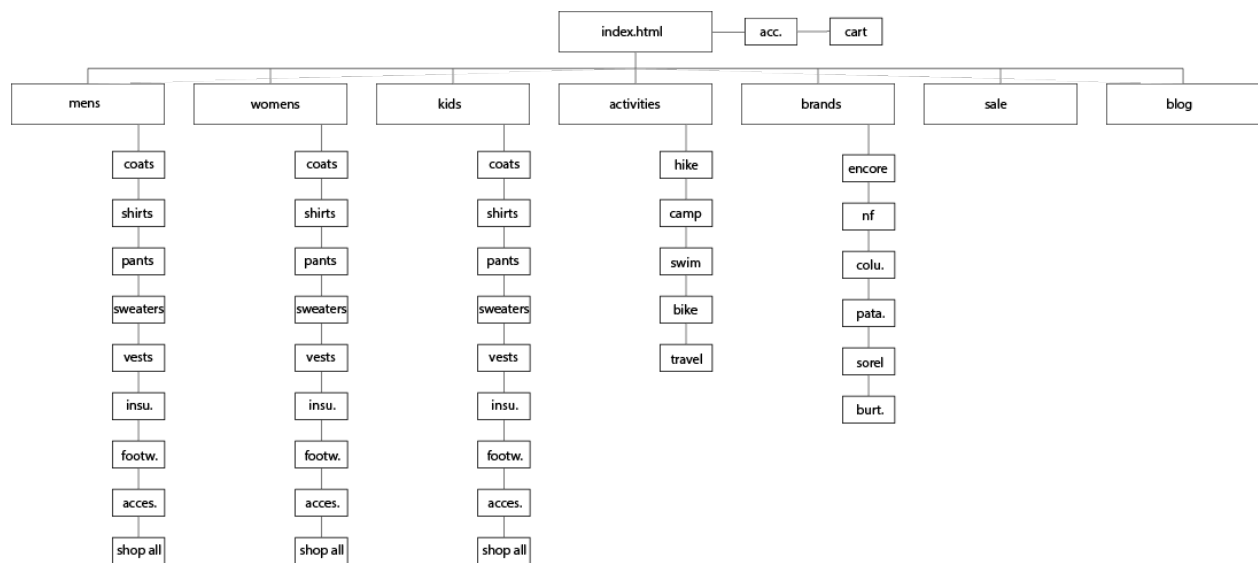 index.html
acc.
cart
mens
womens
kids
activities
brands
sale
blog
coats
shirts
pants
sweaters
vests
insu.
footw.
acces.
shop all
coats
shirts
pants
sweaters
vests
insu.
footw.
acces.
shop all
coats
shirts
pants
sweaters
vests
insu.
footw.
acces.
shop all
hike
camp
swim
bike
travel
encore
nf
colu.
pata.
sorel
burt.